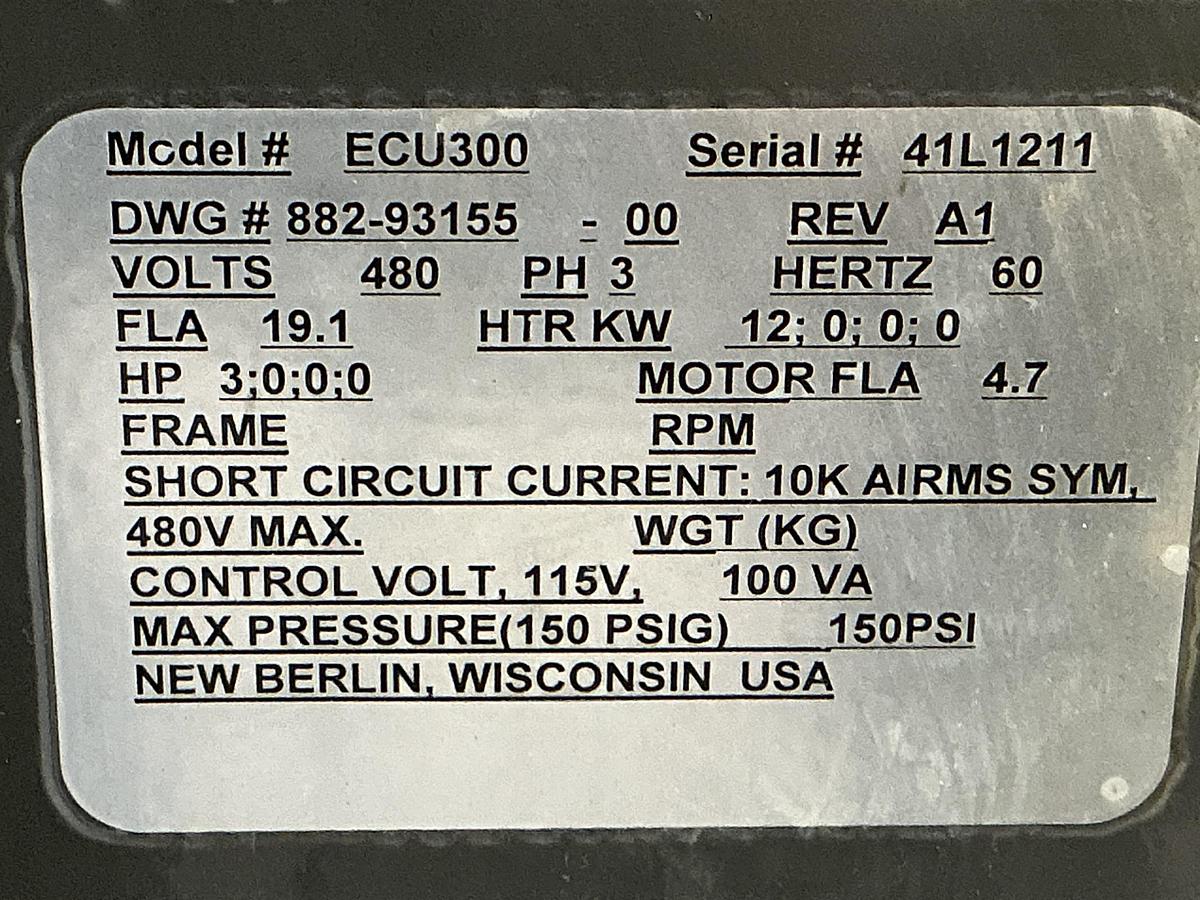 Model # ECU300 Serial # 41L1211
DWG # 882-93155 - 00 REV A1
VOLTS 480 PH 3 HERTZ 60
FLA 19.1 HTR KW 12; 0; 0; 0
HP 3;0;0;0 MOTOR FLA 4.7
FRAME RPM
SHORT CIRCUIT CURRENT: 10K AIRMS SYM,
480V MAX. WGT (KG)
CONTROL VOLT, 115V, 100 VA
MAX PRESSURE(150 PSIG) 150PSI
NEW BERLIN, WISCONSIN USA